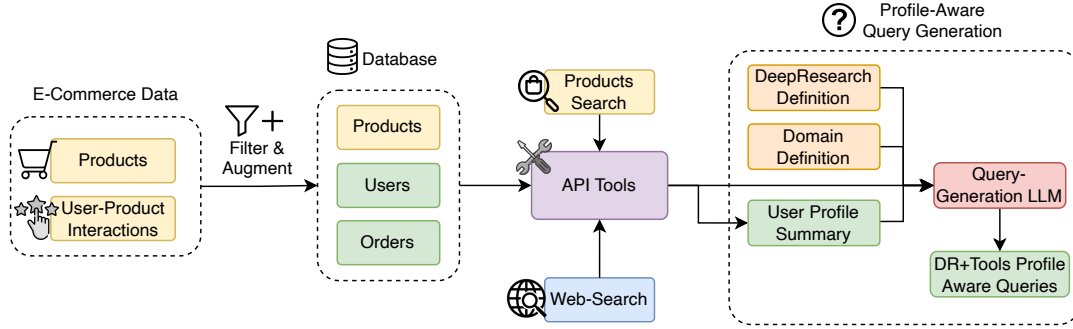 E-Commerce Data
Products
User-Product
Interactions
Filter &
Augment
Database
Products
Users
Orders
Products
Search
API Tools
Web-Search
Profile-Aware
Query Generation
DeepResearch
Definition
Domain
Definition
User Profile
Summary
Query-
Generation LLM
DR+Tools Profile
Aware Queries